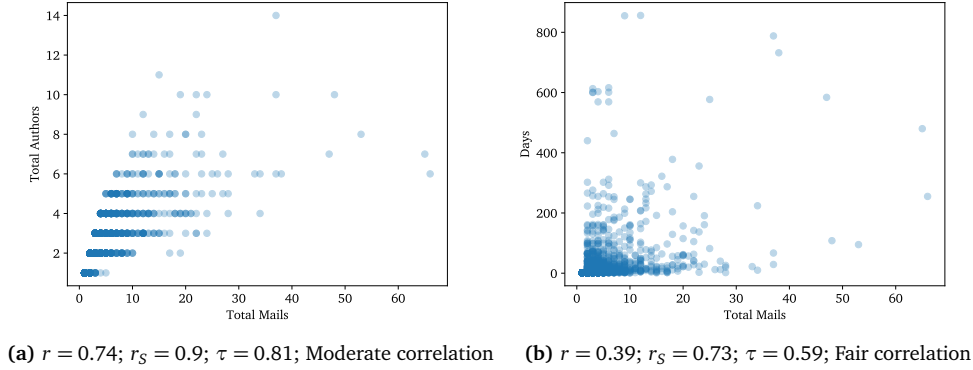 14
12
10
8
6
4
2
Total Authors
0 10 20 30 40 50 60
Total Mails
800
600
400
200
0
Days
0 10 20 30 40 50 60
Total Mails
(a) r = 0.74; r_S = 0.9; τ = 0.81; Moderate correlation
(b) r = 0.39; r_S = 0.73; τ = 0.59; Fair correlation